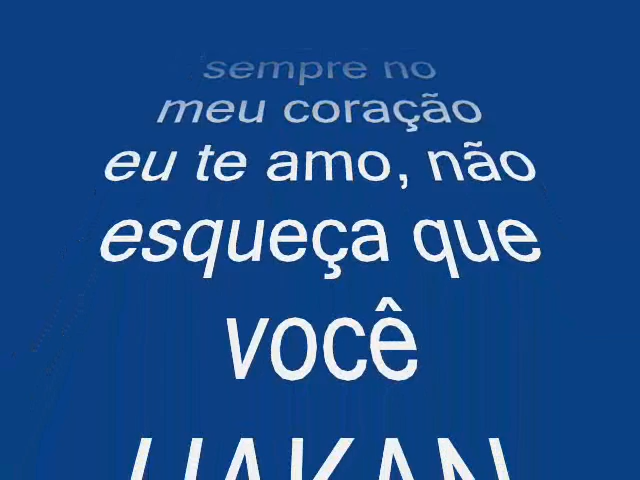 sempre no
meu coração
eu te amo, não
esqueça que
você